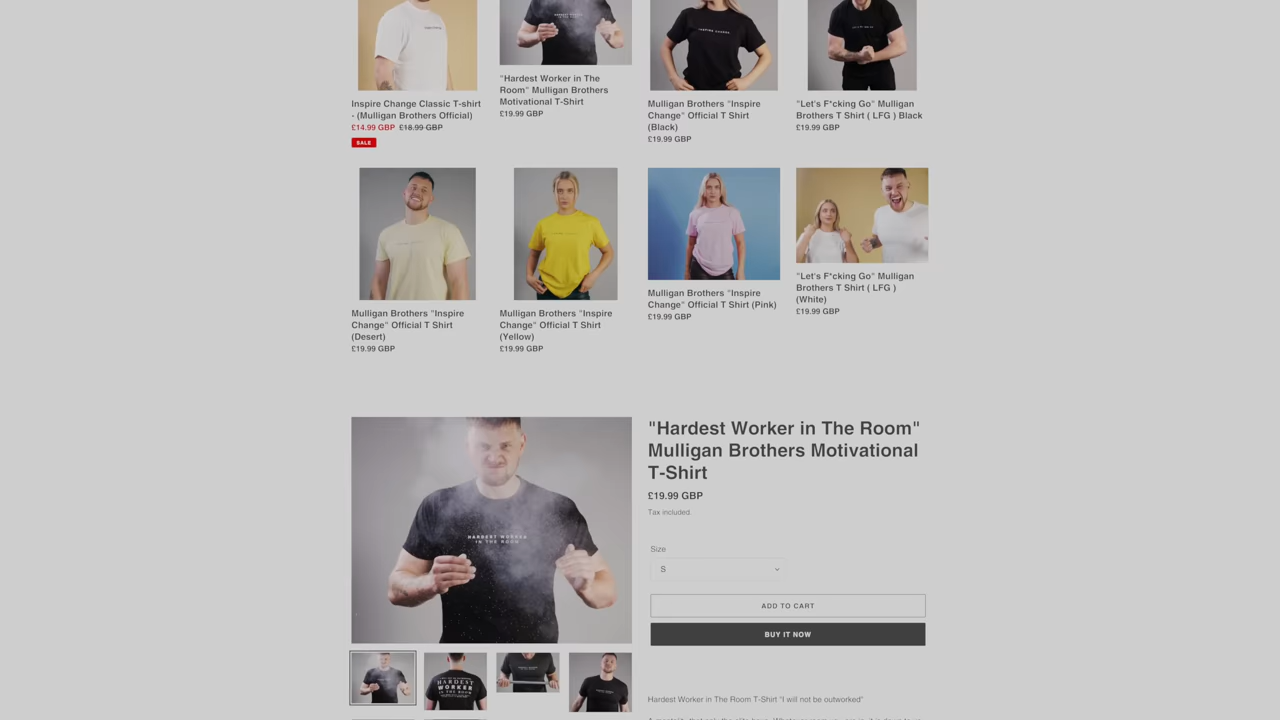 Inspire Change Classic T-shirt
- (Mulligan Brothers Official)
£14.99 GBP £18.99 GBP
SALE
"Hardest Worker in The
Room" Mulligan Brothers
Motivational T-Shirt
£19.99 GBP
INSPIRE CHANGE
Mulligan Brothers "Inspire
Change" Official T Shirt
(Black)
£19.99 GBP
"Let's F*cking Go" Mulligan
Brothers T Shirt ( LFG ) Black
£19.99 GBP
Mulligan Brothers "Inspire
Change" Official T Shirt
(Desert)
£19.99 GBP
Mulligan Brothers "Inspire
Change" Official T Shirt
(Yellow)
£19.99 GBP
Mulligan Brothers "Inspire
Change" Official T Shirt (Pink)
£19.99 GBP
"Let's F*cking Go" Mulligan
Brothers T Shirt ( LFG )
(White)
£19.99 GBP
HARDEST WORKER
IN THE ROOM
HARDEST
WORKER
IN THE ROOM
"Hardest Worker in The Room"
Mulligan Brothers Motivational
T-Shirt
£19.99 GBP
Tax included.
Size
S
ADD TO CART
BUY IT NOW
Hardest Worker in The Room T-Shirt "I will not be outworked"